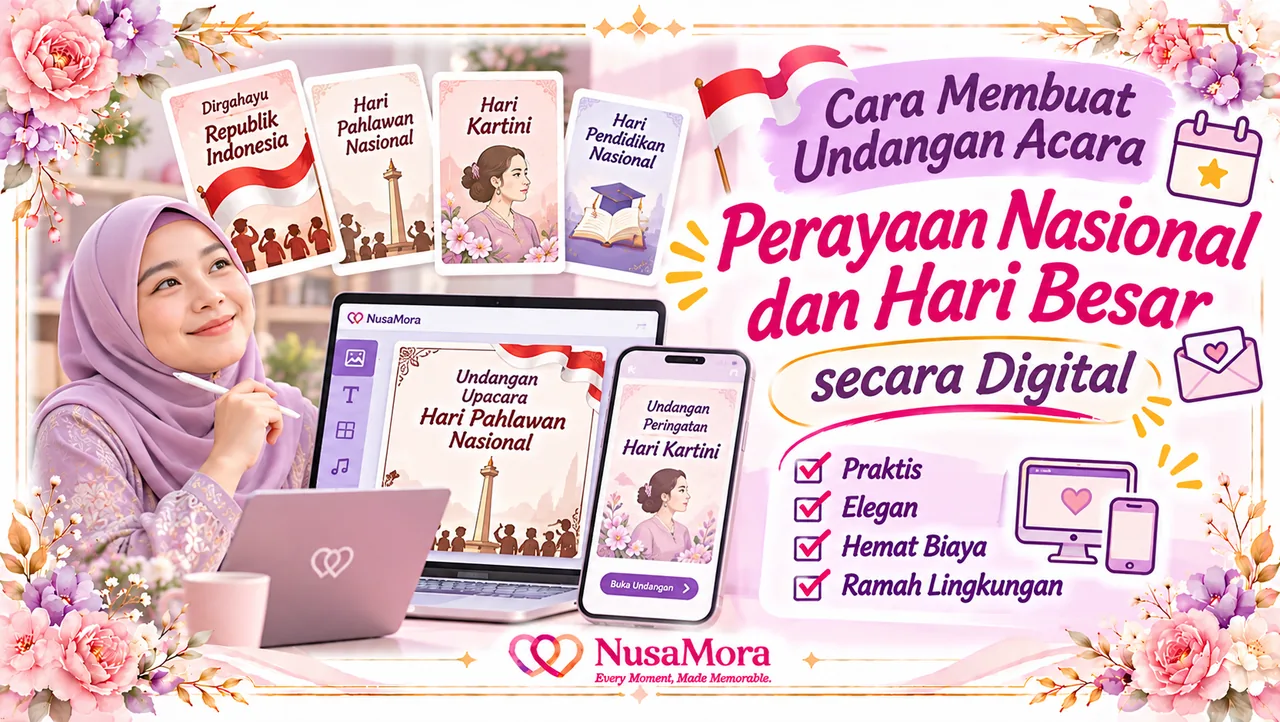 Dirgahayu
Republik
Indonesia
Hari
Pahlawan
Nasional
Hari
Kartini
Hari
Pendidikan
Nasional
Cara Membuat
Undangan Acara
Perayaan Nasional
dan Hari Besar
secara Digital
Praktis
Elegan
Hemat Biaya
Ramah Lingkungan
NusaMora
T
Undangan
Upacara
Hari Pahlawan
Nasional
Undangan
Peringatan
Hari Kartini
Buka Undangan
NusaMora
Every Moment, Made Memorable.